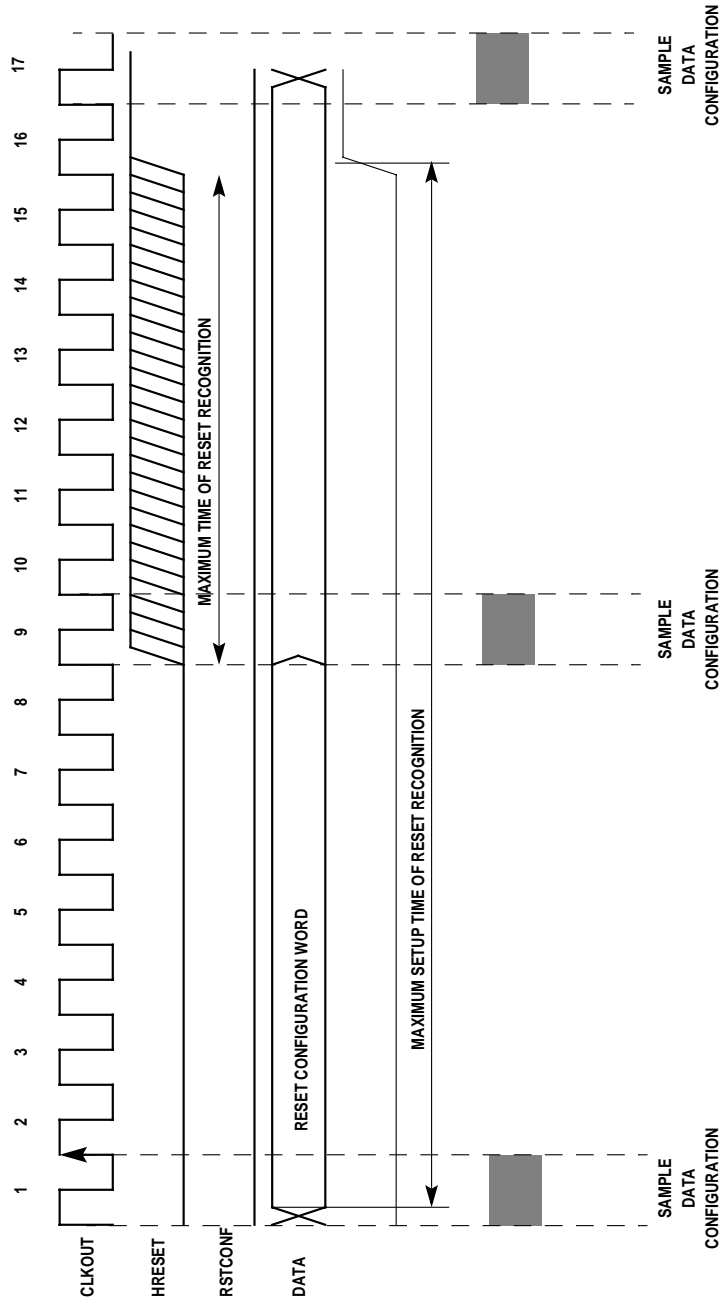 1 2 3 4 5 6 7 8 9 10 11 12 13 14 15 16 17
CLKOUT
HRESET
MAXIMUM TIME OF RESET RECOGNITION
RSTCONF
DATA
RESET CONFIGURATION WORD
MAXIMUM SETUP TIME OF RESET RECOGNITION
SAMPLE
DATA
CONFIGURATION
SAMPLE
DATA
CONFIGURATION
SAMPLE
DATA
CONFIGURATION